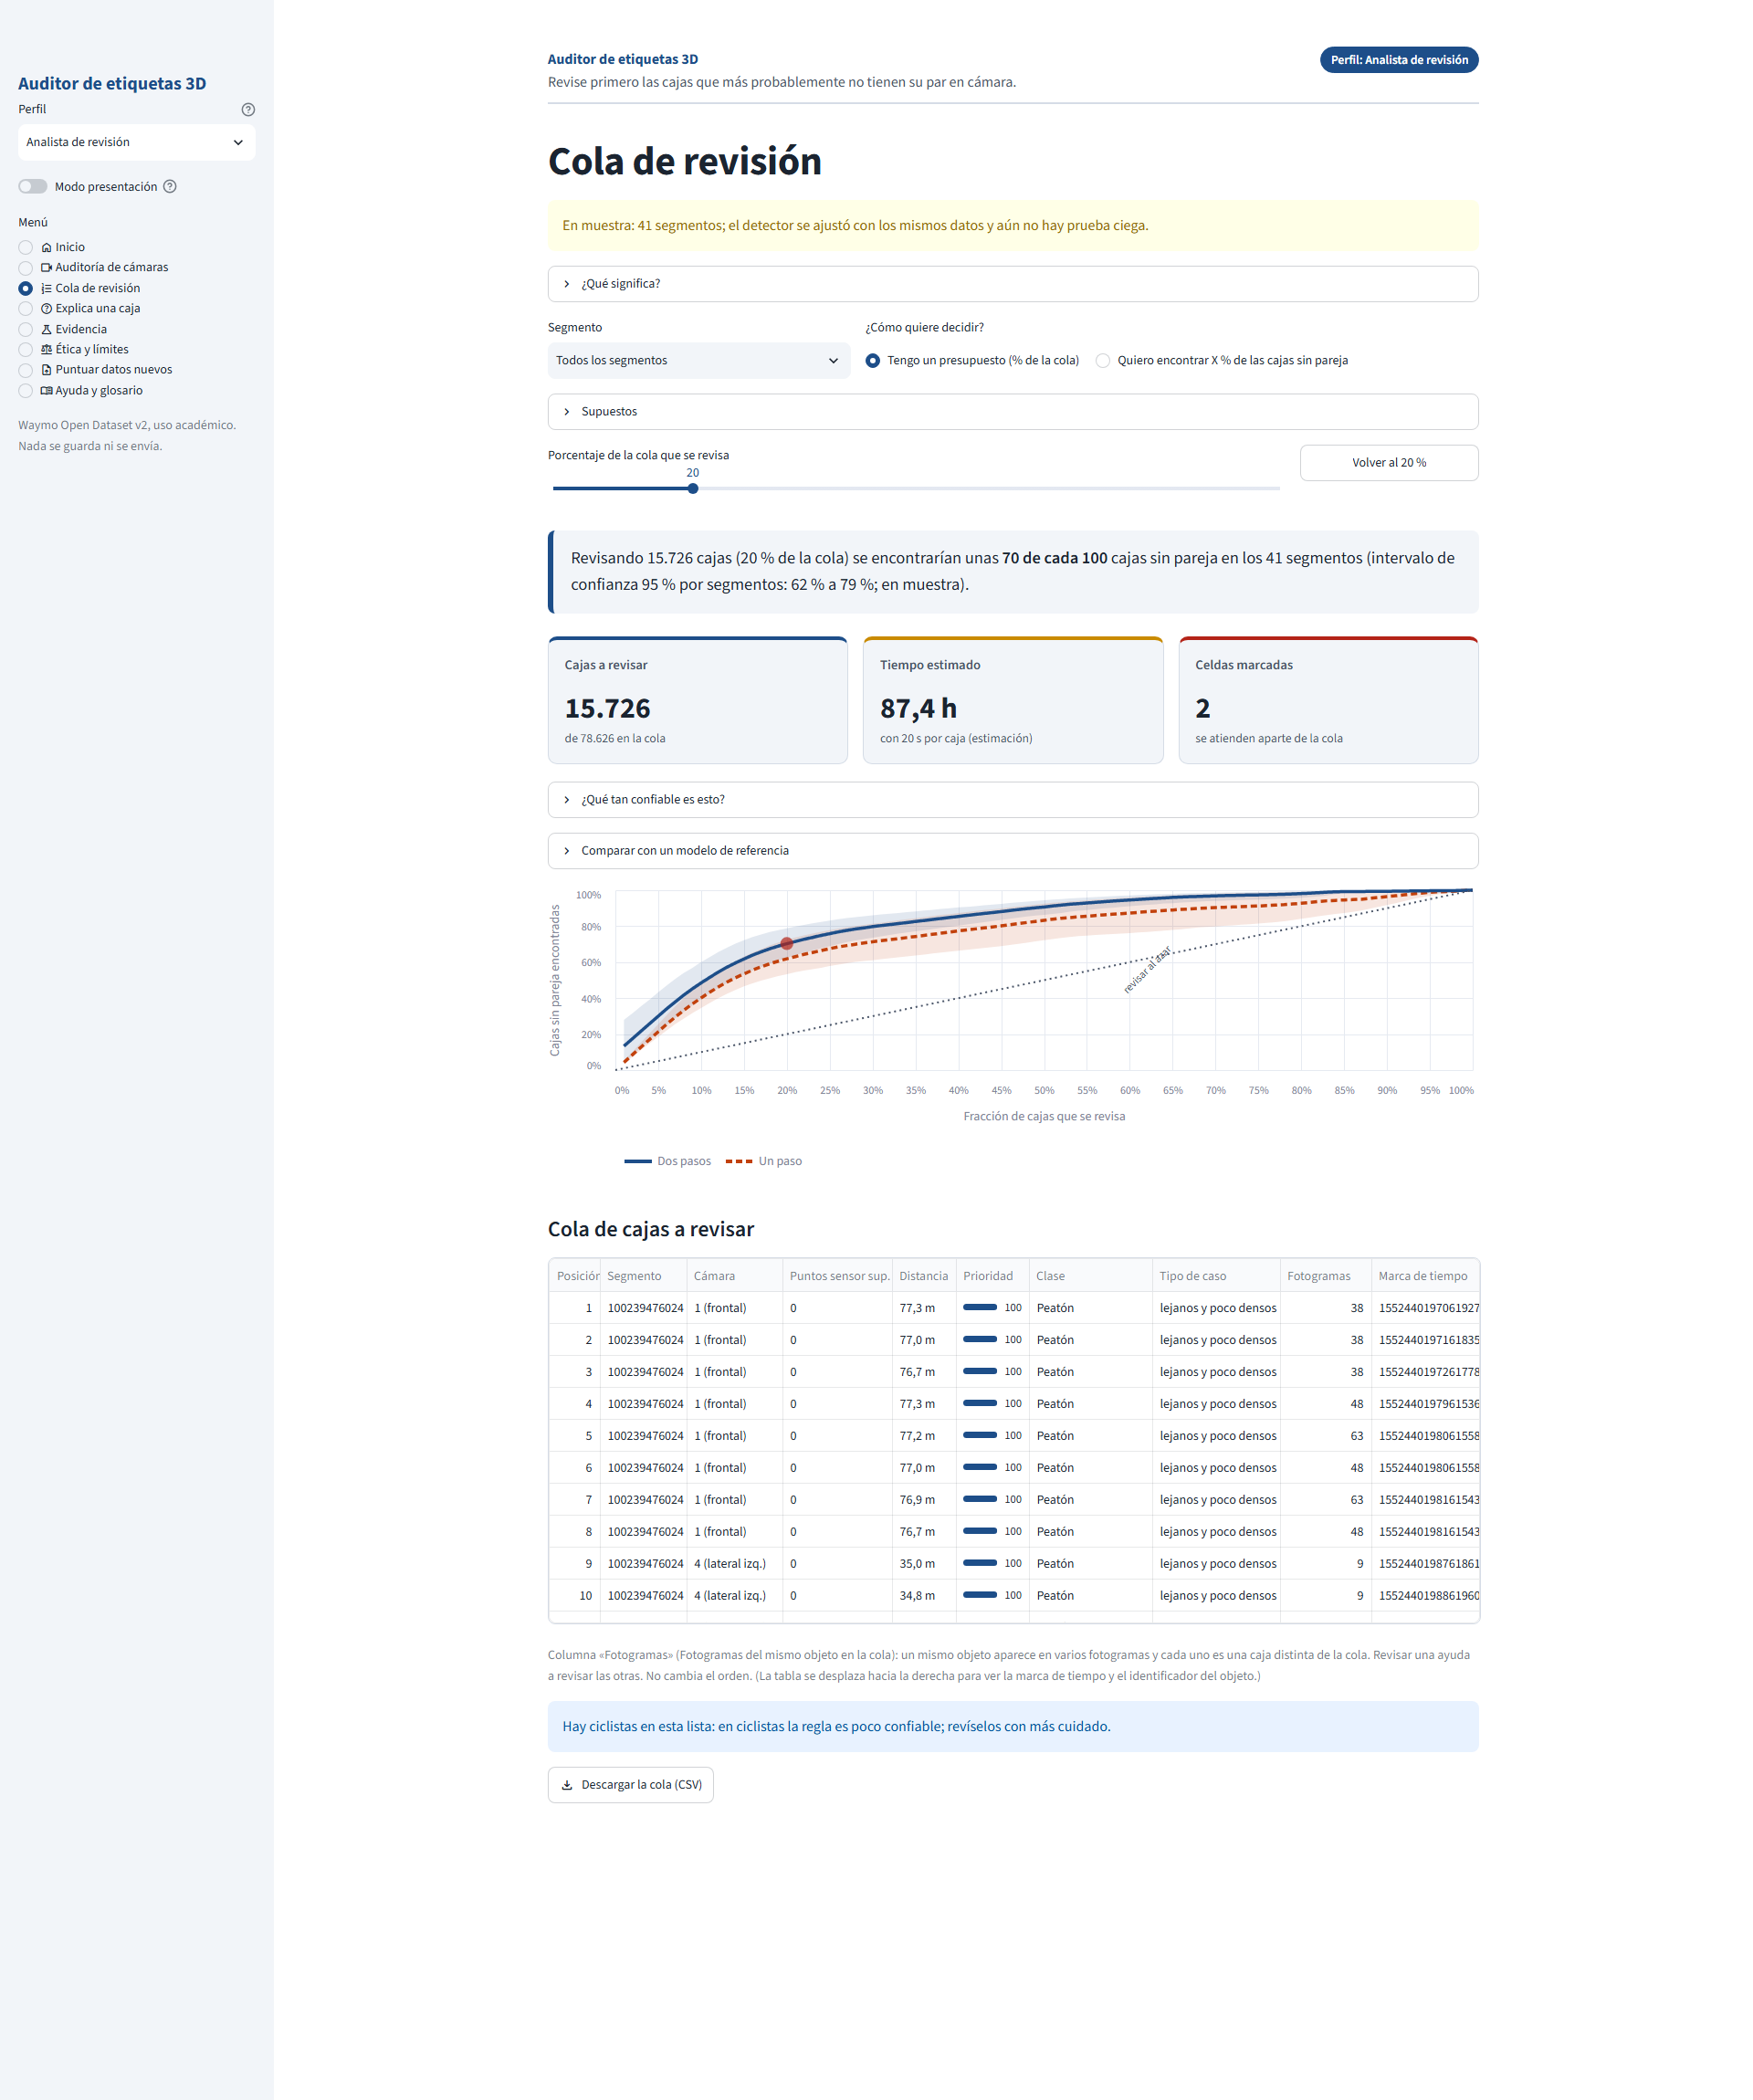 Auditor de etiquetas 3D
Perfil
Analista de revisión
Modo presentación
Menú
Inicio
Auditoría de cámaras
Cola de revisión
Explica una caja
Evidencia
Ética y límites
Puntuar datos nuevos
Ayuda y glosario
Waymo Open Dataset v2, uso académico.
Nada se guarda ni se envía.
Auditor de etiquetas 3D
Revise primero las cajas que más probablemente no tienen su par en cámara.
Perfil: Analista de revisión
Cola de revisión
En muestra: 41 segmentos; el detector se ajustó con los mismos datos y aún no hay prueba ciega.
¿Qué significa?
Segmento
Todos los segmentos
¿Cómo quiere decidir?
Tengo un presupuesto (% de la cola) Quiero encontrar X % de las cajas sin pareja
Supuestos
Porcentaje de la cola que se revisa
20
Volver al 20 %
Revisando 15.726 cajas (20 % de la cola) se encontrarían unas 70 de cada 100 cajas sin pareja en los 41 segmentos (intervalo de
confianza 95 % por segmentos: 62 % a 79 %; en muestra).
Cajas a revisar
15.726
de 78.626 en la cola
Tiempo estimado
87,4 h
con 20 s por caja (estimación)
Celdas marcadas
2
se atienden aparte de la cola
¿Qué tan confiable es esto?
Comparar con un modelo de referencia
Cajas sin pareja encontradas
100%
80%
60%
40%
20%
0%
revisar al azar
0% 5% 10% 15% 20% 25% 30% 35% 40% 45% 50% 55% 60% 65% 70% 75% 80% 85% 90% 95% 100%
Fracción de cajas que se revisa
Dos pasos Un paso
Cola de cajas a revisar
Posición Segmento Cámara Puntos sensor sup. Distancia Prioridad Clase Tipo de caso Fotogramas Marca de tiempo
1 100239476024 1 (frontal) 0 77,3 m 100 Peatón lejanos y poco densos 38 1552440197061927
2 100239476024 1 (frontal) 0 77,0 m 100 Peatón lejanos y poco densos 38 1552440197161835
3 100239476024 1 (frontal) 0 76,7 m 100 Peatón lejanos y poco densos 38 1552440197261778
4 100239476024 1 (frontal) 0 77,3 m 100 Peatón lejanos y poco densos 48 1552440197961536
5 100239476024 1 (frontal) 0 77,2 m 100 Peatón lejanos y poco densos 63 1552440198061558
6 100239476024 1 (frontal) 0 77,0 m 100 Peatón lejanos y poco densos 48 1552440198061558
7 100239476024 1 (frontal) 0 76,9 m 100 Peatón lejanos y poco densos 63 1552440198161543
8 100239476024 1 (frontal) 0 76,7 m 100 Peatón lejanos y poco densos 48 1552440198161543
9 100239476024 4 (lateral izq.) 0 35,0 m 100 Peatón lejanos y poco densos 9 1552440198761861
10 100239476024 4 (lateral izq.) 0 34,8 m 100 Peatón lejanos y poco densos 9 1552440198861960
Columna «Fotogramas» (Fotogramas del mismo objeto en la cola): un mismo objeto aparece en varios fotogramas y cada uno es una caja distinta de la cola. Revisar una ayuda
a revisar las otras. No cambia el orden. (La tabla se desplaza hacia la derecha para ver la marca de tiempo y el identificador del objeto.)
Hay ciclistas en esta lista: en ciclistas la regla es poco confiable; revíselos con más cuidado.
Descargar la cola (CSV)